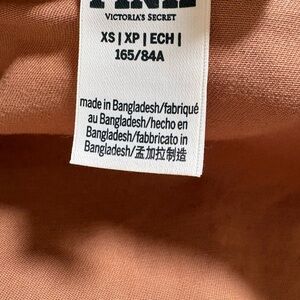 PINK
VICTORIA'S SECRET
XS | XP | ECH |
165/84A
made in Bangladesh/fabriqué
au Bangladesh/hecho en
Bangladesh/fabbricato in
Bangladesh/孟加拉制造